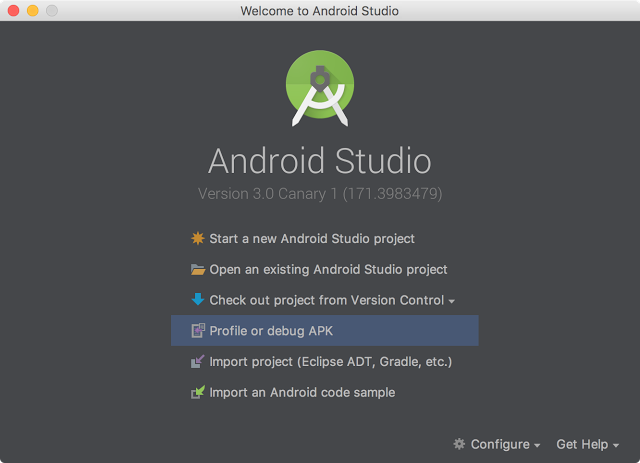 Welcome to Android Studio
Android Studio
Version 3.0 Canary 1 (171.3983479)
Start a new Android Studio project
Open an existing Android Studio project
Check out project from Version Control
Profile or debug APK
Import project (Eclipse ADT, Gradle, etc.)
Import an Android code sample
Configure Get Help